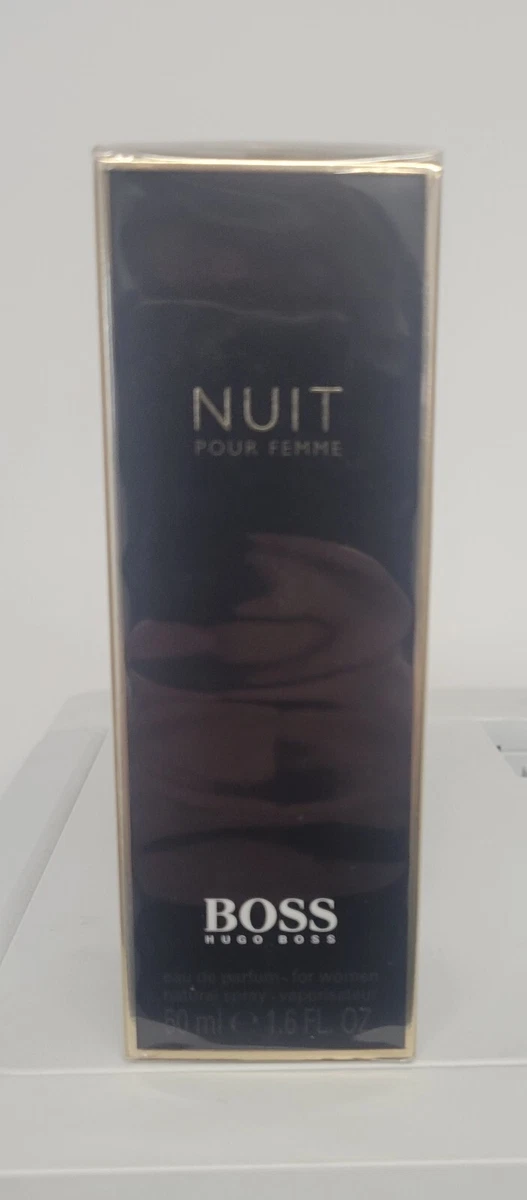 NUIT
POUR FEMME
BOSS
HUGO BOSS
eau de parfum - for women
natural spray - vaporisateur
50 ml e 1.6 FL. OZ